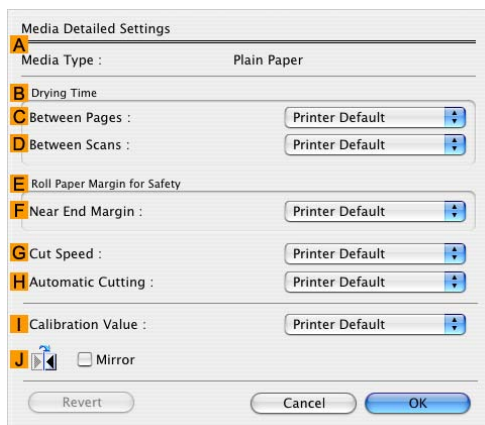 Media Detailed Settings
A
Media Type : Plain Paper
B Drying Time
C Between Pages : Printer Default
D Between Scans : Printer Default
E Roll Paper Margin for Safety
F Near End Margin : Printer Default
G Cut Speed : Printer Default
H Automatic Cutting : Printer Default
I Calibration Value : Printer Default
J Mirror
Revert Cancel OK